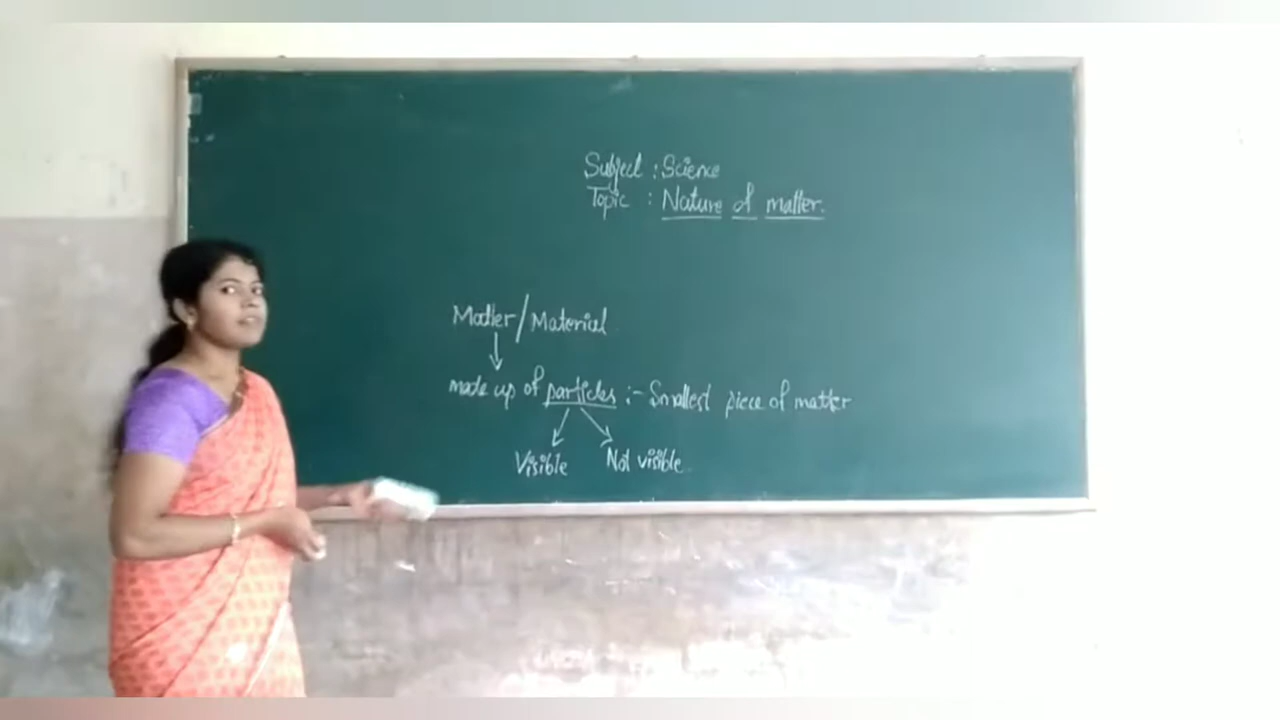 Subject : Science
Topic : Nature of matter.
Matter/Material
made up of particles :- Smallest piece of matter
Visible Not visible